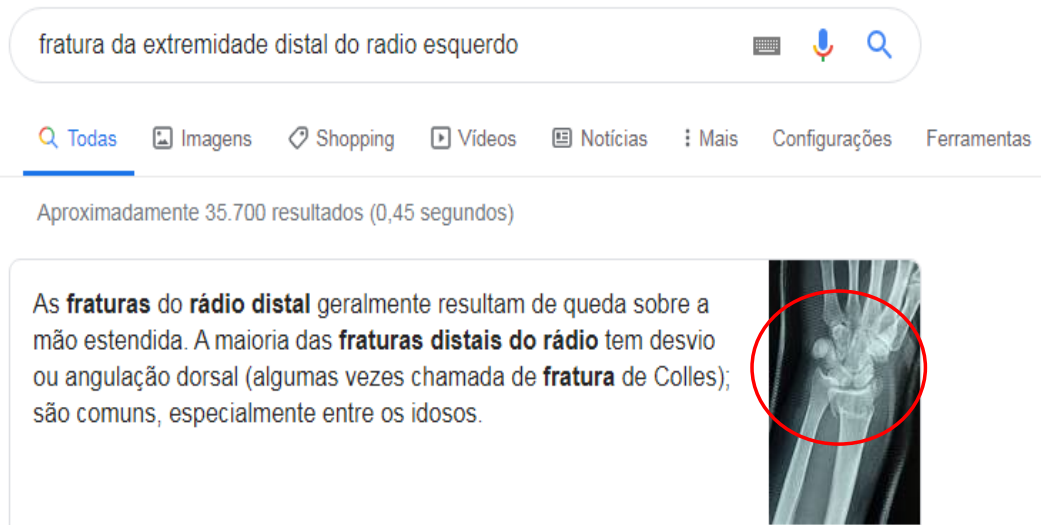 fratura da extremidade distal do radio esquerdo
Todas Imagens Shopping Vídeos Notícias Mais Configurações Ferramentas
Aproximadamente 35.700 resultados (0,45 segundos)
As fraturas do rádio distal geralmente resultam de queda sobre a
mão estendida. A maioria das fraturas distais do rádio tem desvio
ou angulação dorsal (algumas vezes chamada de fratura de Colles);
são comuns, especialmente entre os idosos.